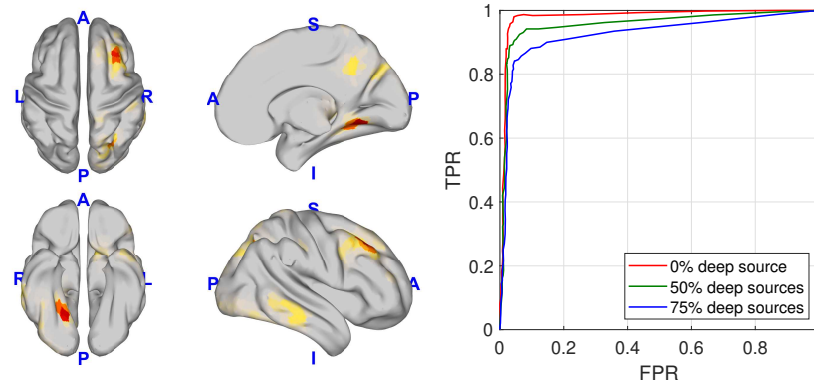 A
L R
P
S
A P
I
A
R L
P
S
P A
I
TPR
1
0.8
0.6
0.4
0.2
0
0 0.2 0.4 0.6 0.8
FPR
0% deep source
50% deep sources
75% deep sources